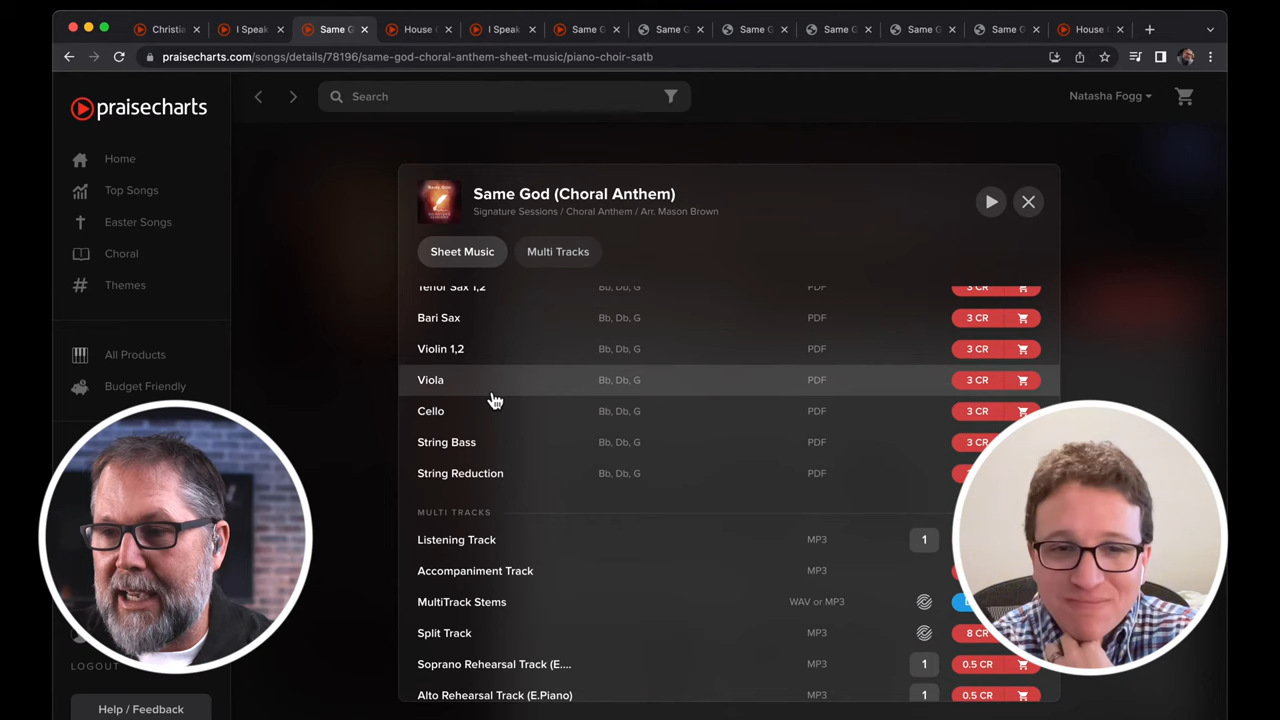 Christia
I Speak
Same G
House
I Speak
Same G
Same G
Same G
Same G
Same G
Same G
House
praisecharts.com/songs/details/78196/same-god-choral-anthem-sheet-music/piano-choir-satb
praisecharts
Search
Natasha Fogg
Home
Top Songs
Easter Songs
Choral
Themes
All Products
Budget Friendly
LOGOUT
Help / Feedback
Same God (Choral Anthem)
Signature Sessions / Choral Anthem / Arr. Mason Brown
Sheet Music Multi Tracks
Tenor Sax 1,2 Bb, Db, G PDF 3 CR
Bari Sax Bb, Db, G PDF 3 CR
Violin 1,2 Bb, Db, G PDF 3 CR
Viola Bb, Db, G PDF 3 CR
Cello Bb, Db, G PDF 3 CR
String Bass Bb, Db, G PDF 3 CR
String Reduction Bb, Db, G PDF
MULTI TRACKS
Listening Track MP3 1
Accompaniment Track MP3
MultiTrack Stems WAV or MP3
Split Track MP3 8 CR
Soprano Rehearsal Track (E.... MP3 1 0.5 CR
Alto Rehearsal Track (E.Piano) MP3 1 0.5 CR